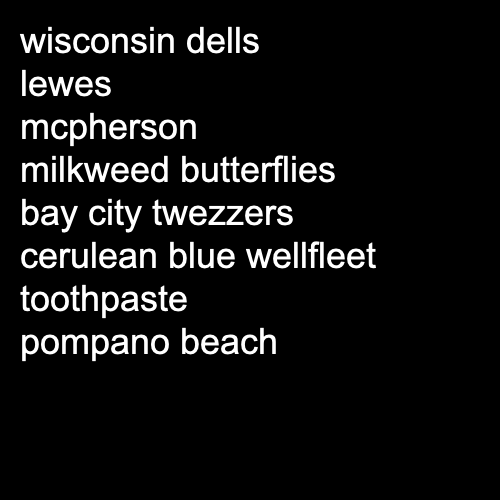 wisconsin dells
lewes
mcpherson
milkweed butterflies
bay city twezzers
cerulean blue wellfleet
toothpaste
pompano beach